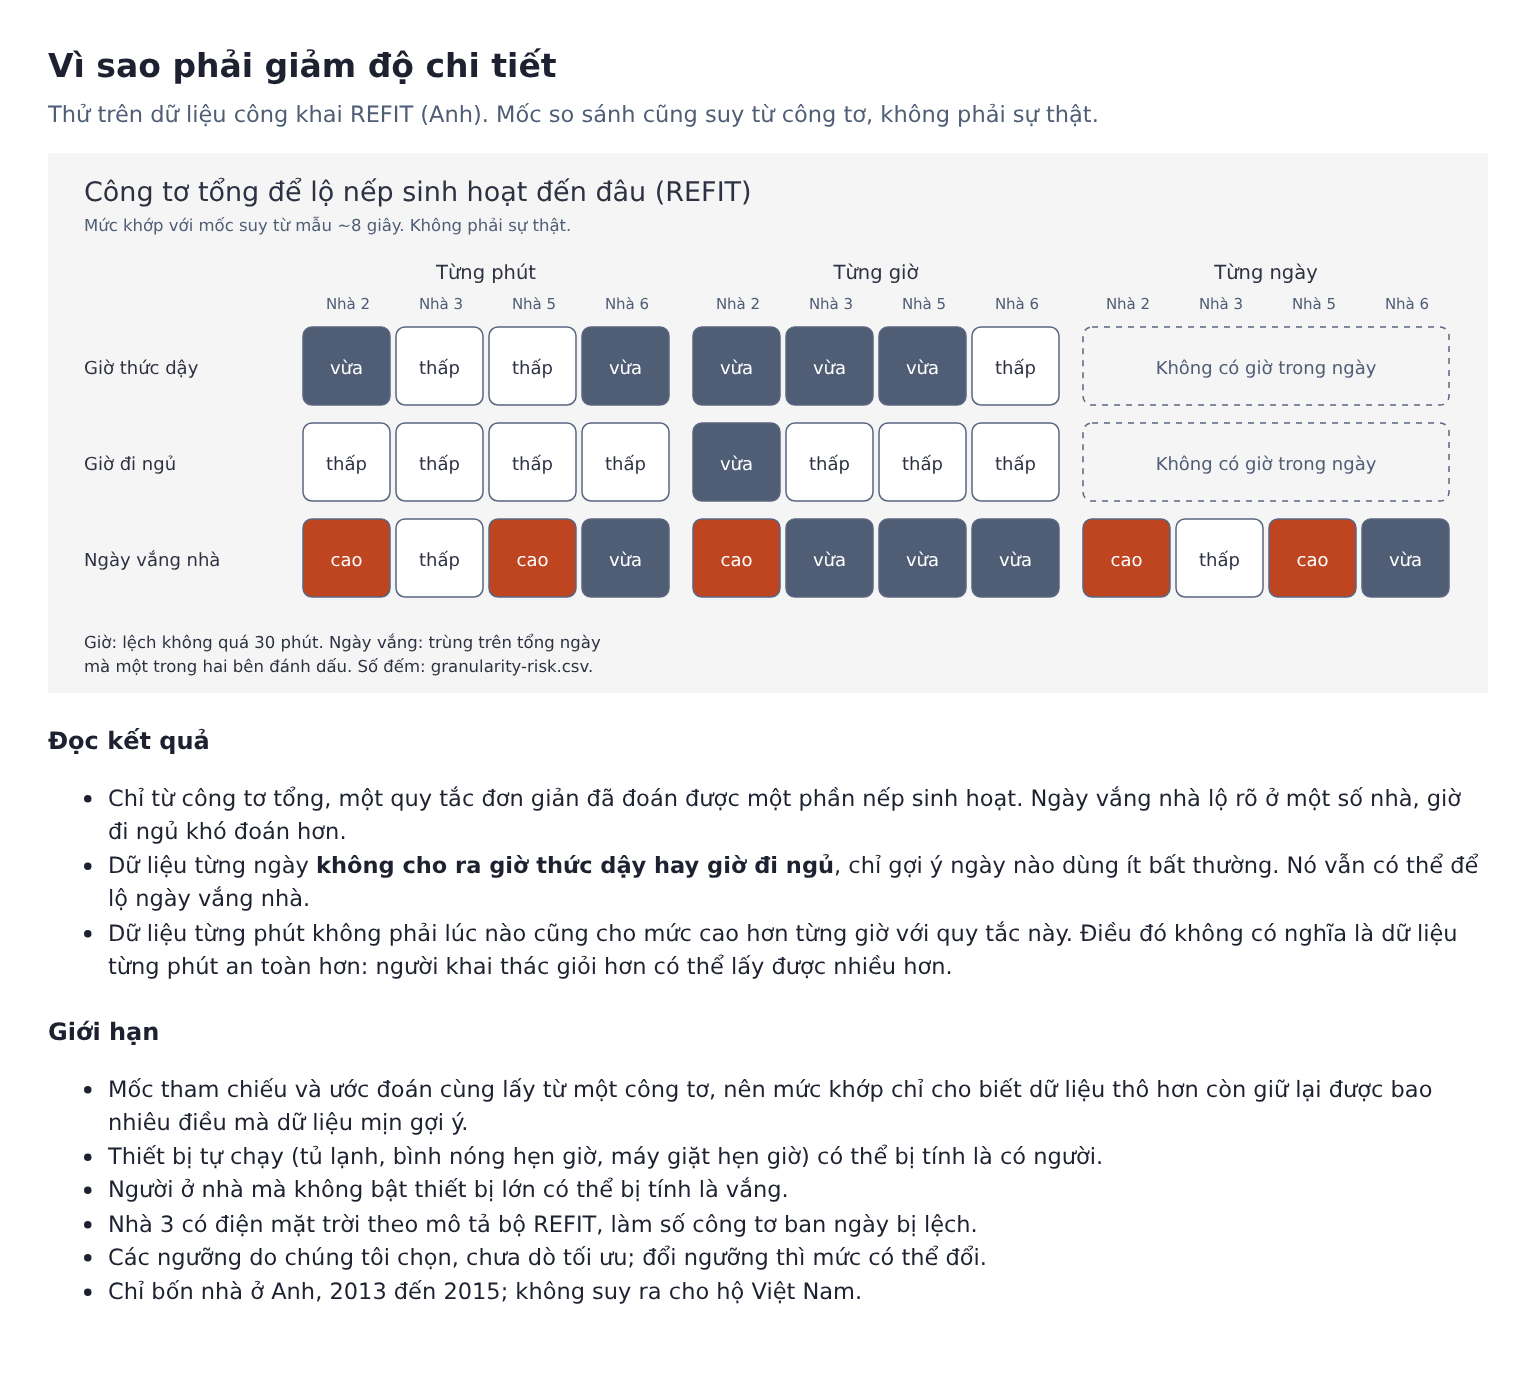 Vì sao phải giảm độ chi tiết
Thử trên dữ liệu công khai REFIT (Anh). Mốc so sánh cũng suy từ công tơ, không phải sự thật.
Công tơ tổng để lộ nếp sinh hoạt đến đâu (REFIT)
Mức khớp với mốc suy từ mẫu ~8 giây. Không phải sự thật.
Từng phút Từng giờ Từng ngày
Nhà 2 Nhà 3 Nhà 5 Nhà 6 Nhà 2 Nhà 3 Nhà 5 Nhà 6 Nhà 2 Nhà 3 Nhà 5 Nhà 6
Giờ thức dậy vừa thấp thấp vừa vừa vừa vừa thấp Không có giờ trong ngày
Giờ đi ngủ thấp thấp thấp thấp vừa thấp thấp thấp Không có giờ trong ngày
Ngày vắng nhà cao thấp cao vừa cao vừa vừa vừa cao thấp cao vừa
Giờ: lệch không quá 30 phút. Ngày vắng: trùng trên tổng ngày
mà một trong hai bên đánh dấu. Số đếm: granularity-risk.csv.
Đọc kết quả
• Chỉ từ công tơ tổng, một quy tắc đơn giản đã đoán được một phần nếp sinh hoạt. Ngày vắng nhà lộ rõ ở một số nhà, giờ
đi ngủ khó đoán hơn.
• Dữ liệu từng ngày không cho ra giờ thức dậy hay giờ đi ngủ, chỉ gợi ý ngày nào dùng ít bất thường. Nó vẫn có thể để
lộ ngày vắng nhà.
• Dữ liệu từng phút không phải lúc nào cũng cho mức cao hơn từng giờ với quy tắc này. Điều đó không có nghĩa là dữ liệu
từng phút an toàn hơn: người khai thác giỏi hơn có thể lấy được nhiều hơn.
Giới hạn
• Mốc tham chiếu và ước đoán cùng lấy từ một công tơ, nên mức khớp chỉ cho biết dữ liệu thô hơn còn giữ lại được bao
nhiêu điều mà dữ liệu mịn gợi ý.
• Thiết bị tự chạy (tủ lạnh, bình nóng hẹn giờ, máy giặt hẹn giờ) có thể bị tính là có người.
• Người ở nhà mà không bật thiết bị lớn có thể bị tính là vắng.
• Nhà 3 có điện mặt trời theo mô tả bộ REFIT, làm số công tơ ban ngày bị lệch.
• Các ngưỡng do chúng tôi chọn, chưa dò tối ưu; đổi ngưỡng thì mức có thể đổi.
• Chỉ bốn nhà ở Anh, 2013 đến 2015; không suy ra cho hộ Việt Nam.